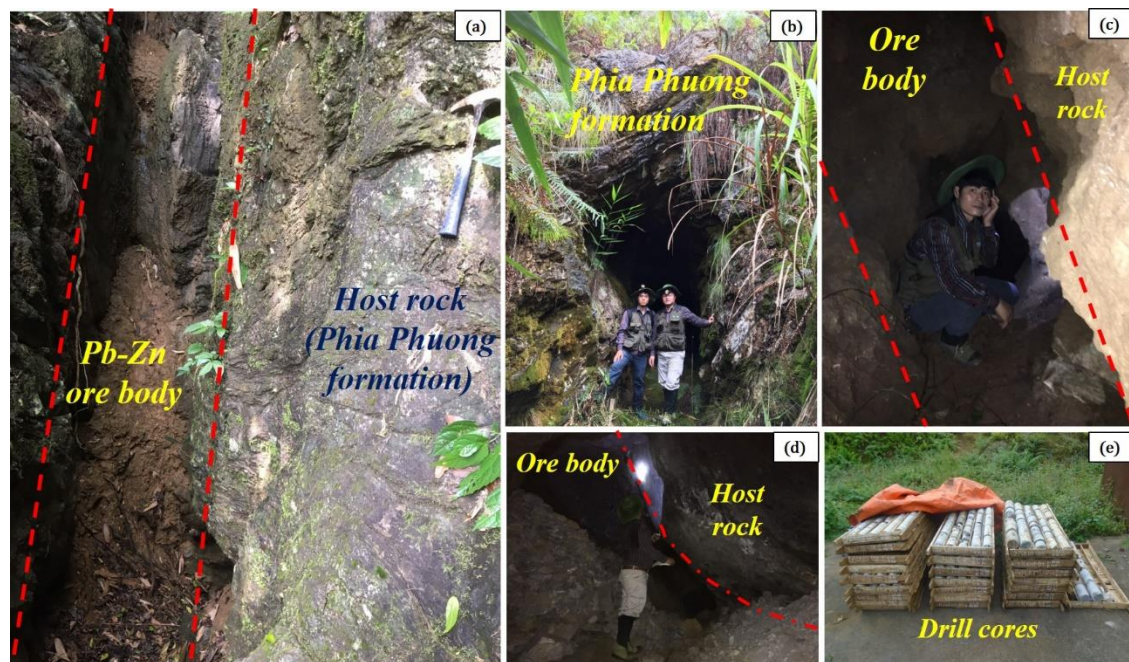 (a)
Pb-Zn
ore body
Host rock
(Phia Phuong
formation)
(b)
Phia Phuong
formation
(c)
Ore
body
Host
rock
(d)
Ore body
Host
rock
(e)
Drill cores